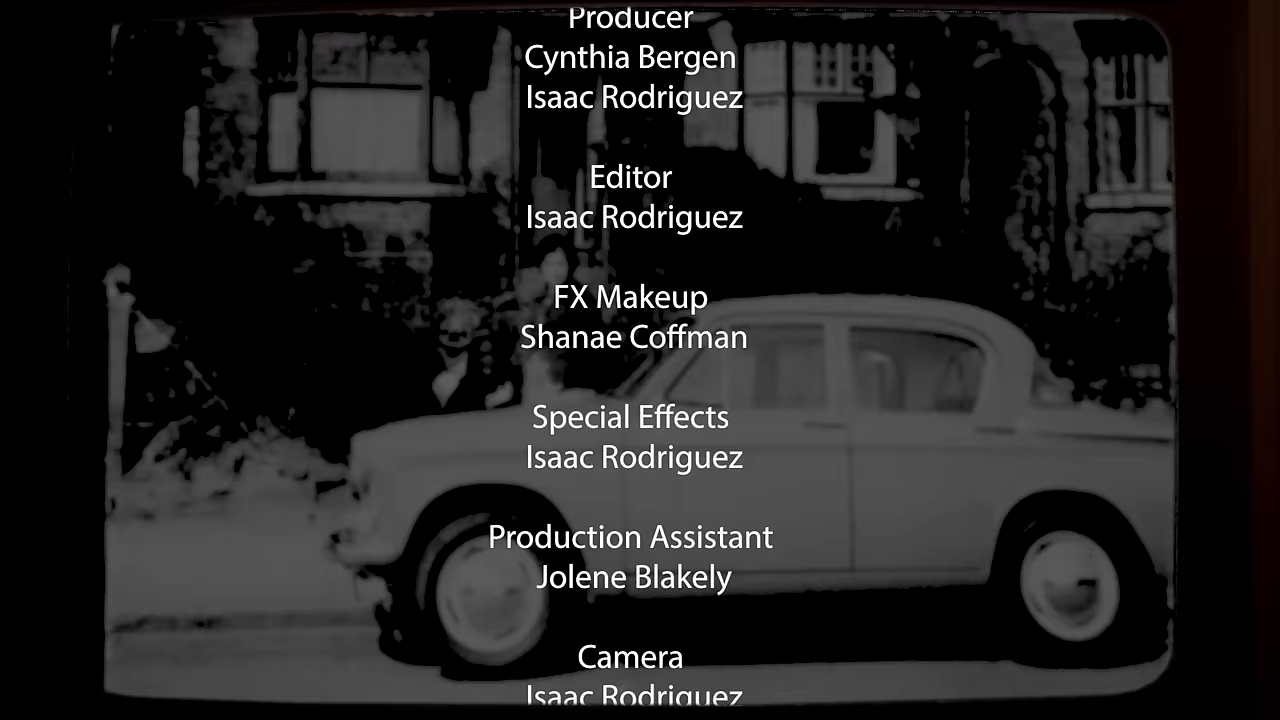 Producer
Cynthia Bergen
Isaac Rodriguez
Editor
Isaac Rodriguez
FX Makeup
Shanae Coffman
Special Effects
Isaac Rodriguez
Production Assistant
Jolene Blakely
Camera
Isaac Rodriguez